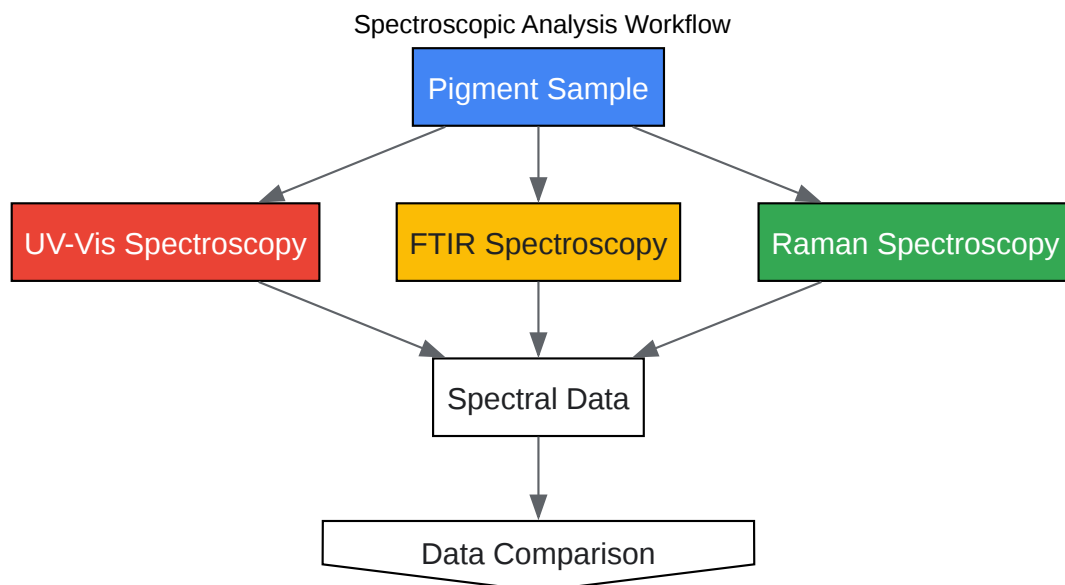 Spectroscopic Analysis Workflow
Pigment Sample
UV-Vis Spectroscopy
FTIR Spectroscopy
Raman Spectroscopy
Spectral Data
Data Comparison